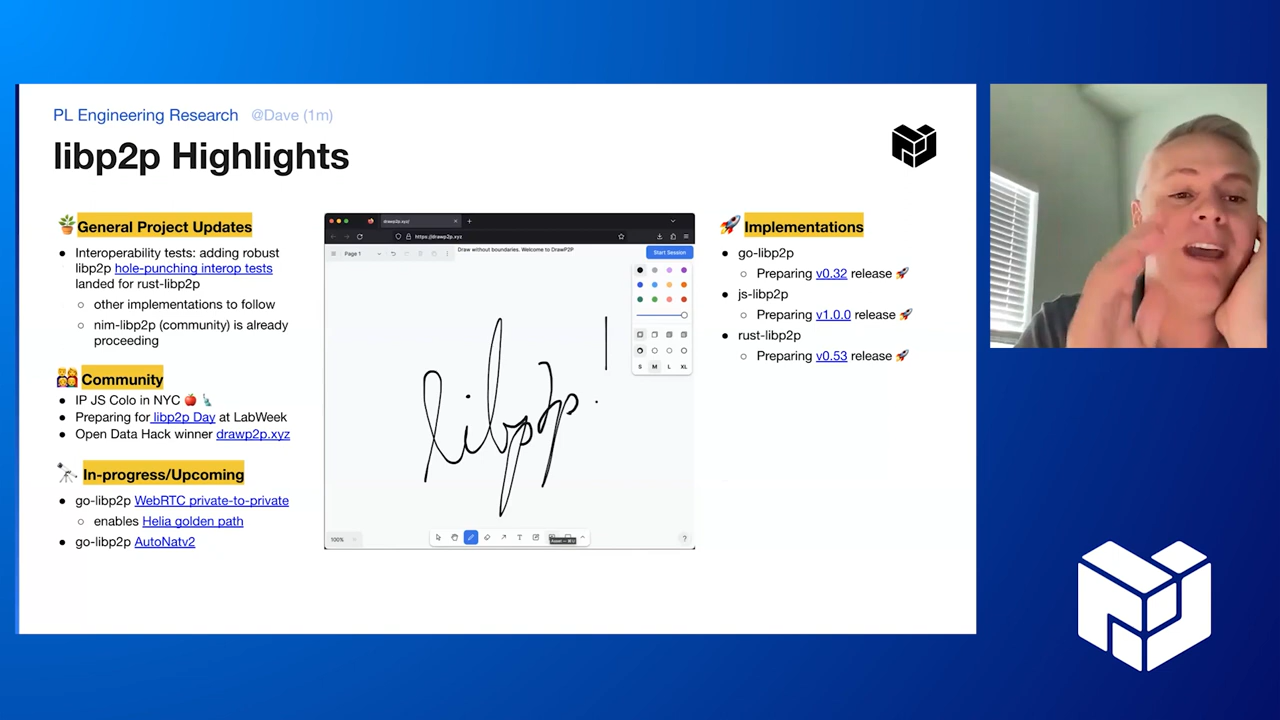 PL Engineering Research @Dave (1m)
libp2p Highlights
General Project Updates
Interoperability tests: adding robust
libp2p hole-punching interop tests
landed for rust-libp2p
other implementations to follow
nim-libp2p (community) is already
proceeding
Community
IP JS Colo in NYC
Preparing for libp2p Day at LabWeek
Open Data Hack winner drawp2p.xyz
In-progress/Upcoming
go-libp2p WebRTC private-to-private
enables Helia golden path
go-libp2p AutoNatv2
drawp2p.xyz/
https://drawp2p.xyz
Page 1
Draw without boundaries. Welcome to DrawP2P
Start Session
S M L XL
libp2p!
100%
T
?
Implementations
go-libp2p
Preparing v0.32 release
js-libp2p
Preparing v1.0.0 release
rust-libp2p
Preparing v0.53 release